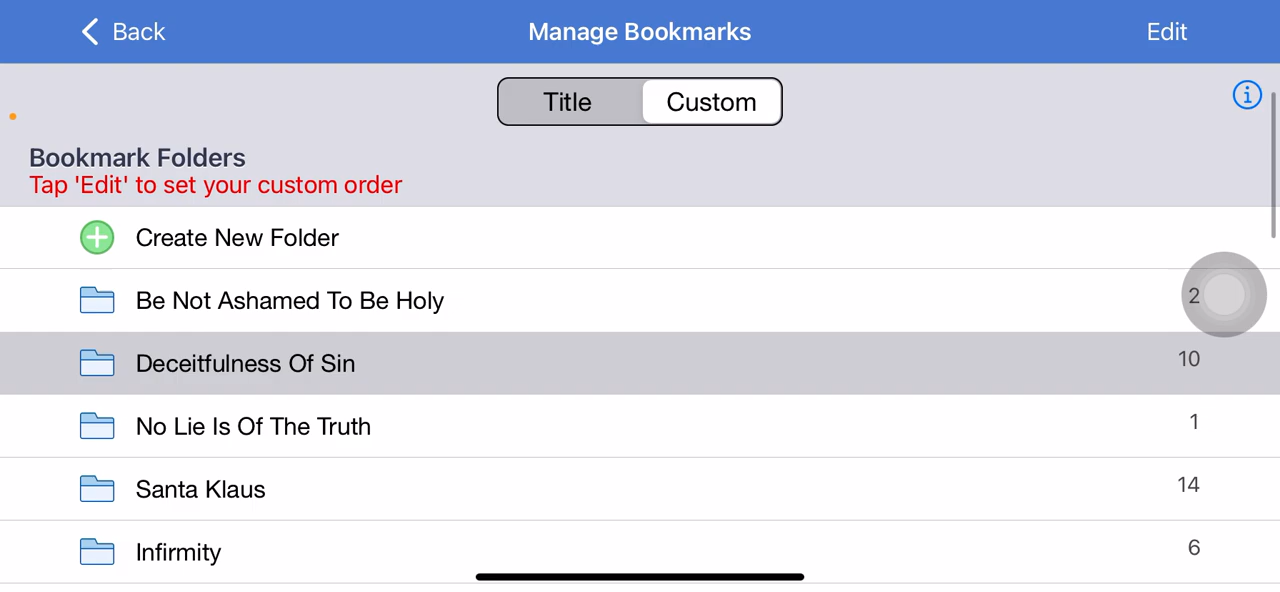 Back
Manage Bookmarks
Edit
Title
Custom
Bookmark Folders
Tap 'Edit' to set your custom order
Create New Folder
Be Not Ashamed To Be Holy
2
Deceitfulness Of Sin
10
No Lie Is Of The Truth
1
Santa Klaus
14
Infirmity
6